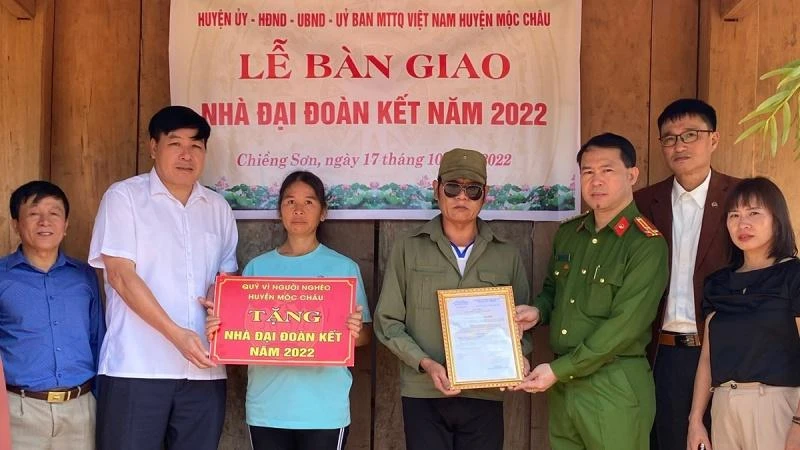 HUYỆN ỦY - HĐND - UBND - UỶ BAN MTTQ VIỆT NAM HUYỆN MỘC CHÂU
LỄ BÀN GIAO
NHÀ ĐẠI ĐOÀN KẾT NĂM 2022
Chiềng Sơn, ngày 17 tháng 10 2022
QUỸ VÌ NGƯỜI NGHÈO
HUYỆN MỘC CHÂU
TẶNG
NHÀ ĐẠI ĐOÀN KẾT
NĂM 2022